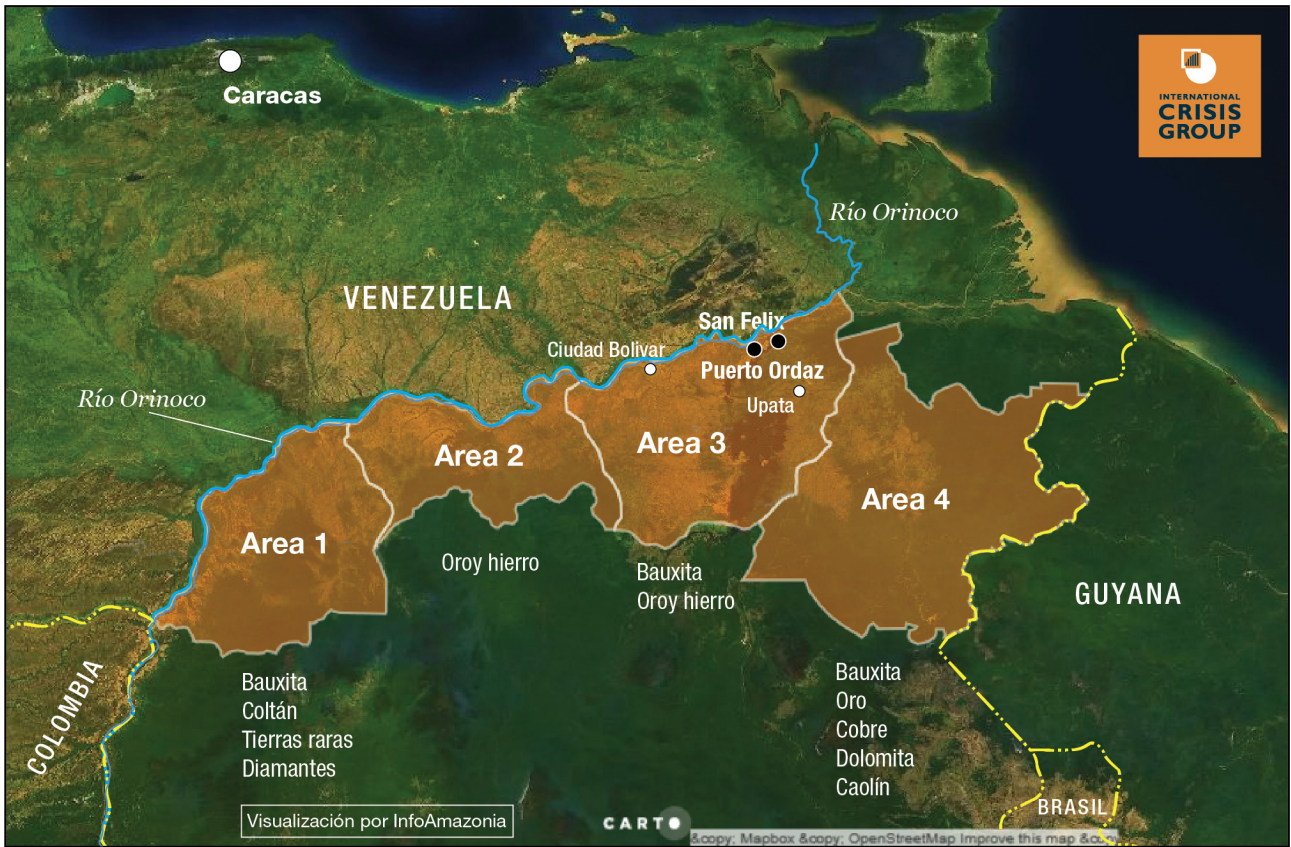 Caracas
INTERNATIONAL
CRISIS
GROUP
Río Orinoco
VENEZUELA
San Felix
Ciudad Bolivar
Puerto Ordaz
Río Orinoco
Upata
Area 3
Area 2
Area 4
Area 1
Oroy hierro
Bauxita
Oroy hierro
GUYANA
COLOMBIA
Bauxita
Coltán
Tierras raras
Diamantes
Bauxita
Oro
Cobre
Dolomita
Caolín
BRASIL
Visualización por InfoAmazonia
CARTO
&copy; Mapbox &copy; OpenStreetMap Improve this map &copy